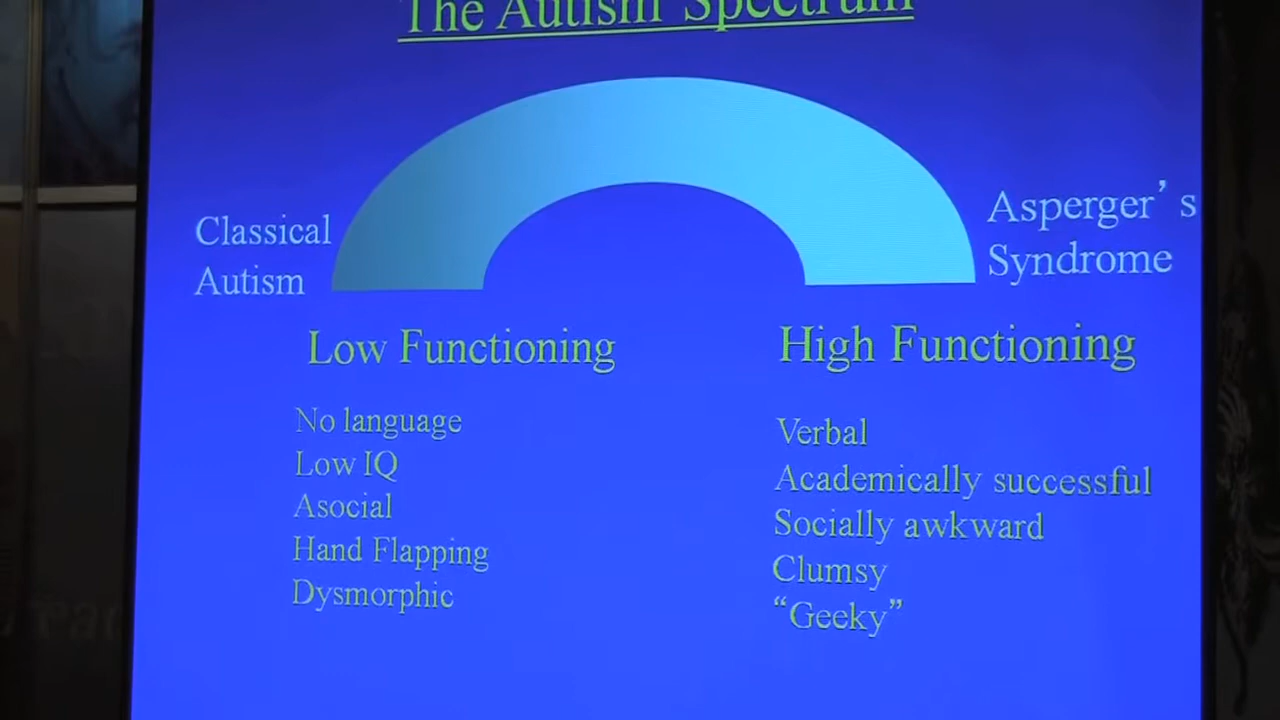 The Autism Spectrum
Classical
Autism
Asperger's
Syndrome
Low Functioning
High Functioning
No language
Low IQ
Asocial
Hand Flapping
Dysmorphic
Verbal
Academically successful
Socially awkward
Clumsy
“Geeky”